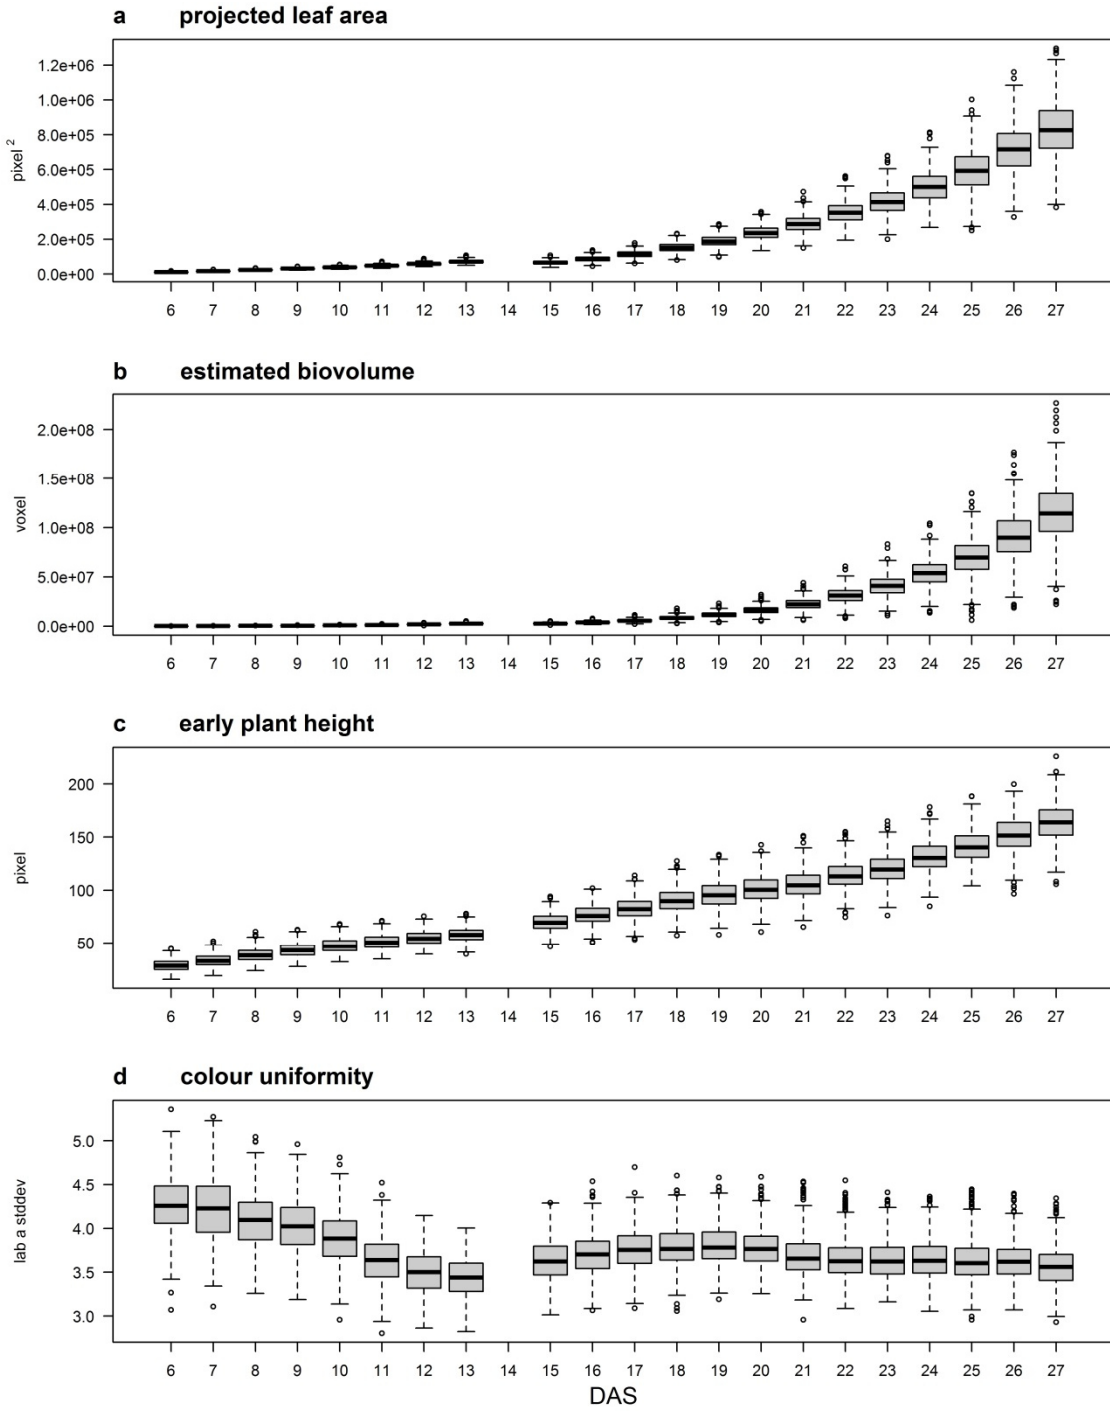 a projected leaf area
1.2e+06
1.0e+06
8.0e+05
6.0e+05
4.0e+05
2.0e+05
0.0e+00
pixel 2
6 7 8 9 10 11 12 13 14 15 16 17 18 19 20 21 22 23 24 25 26 27
b estimated biovolume
2.0e+08
1.5e+08
1.0e+08
5.0e+07
0.0e+00
voxel
6 7 8 9 10 11 12 13 14 15 16 17 18 19 20 21 22 23 24 25 26 27
c early plant height
200
150
100
50
pixel
6 7 8 9 10 11 12 13 14 15 16 17 18 19 20 21 22 23 24 25 26 27
d colour uniformity
5.0
4.5
4.0
3.5
3.0
lab a stddev
6 7 8 9 10 11 12 13 14 15 16 17 18 19 20 21 22 23 24 25 26 27
DAS